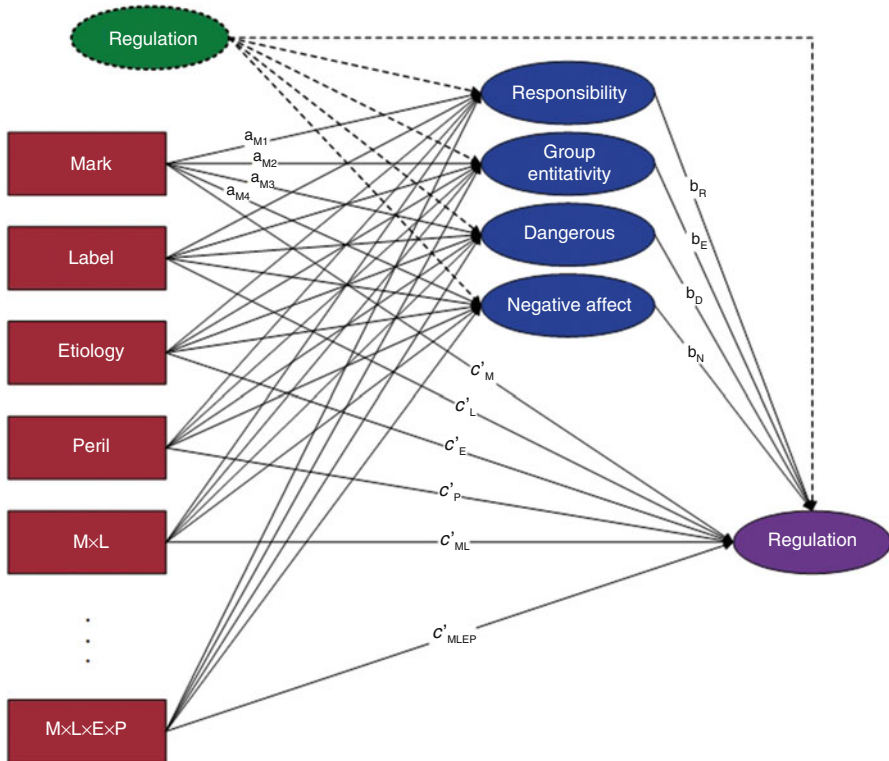 Regulation
Responsibility
Mark
a_M1
a_M2
a_M3
a_M4
Group
entitativity
b_R
Label
Dangerous
b_E
Etiology
Negative affect
b_D
b_N
c'_M
c'_L
Peril
c'_E
c'_P
M×L
c'_ML
Regulation
c'_MLEP
M×L×E×P